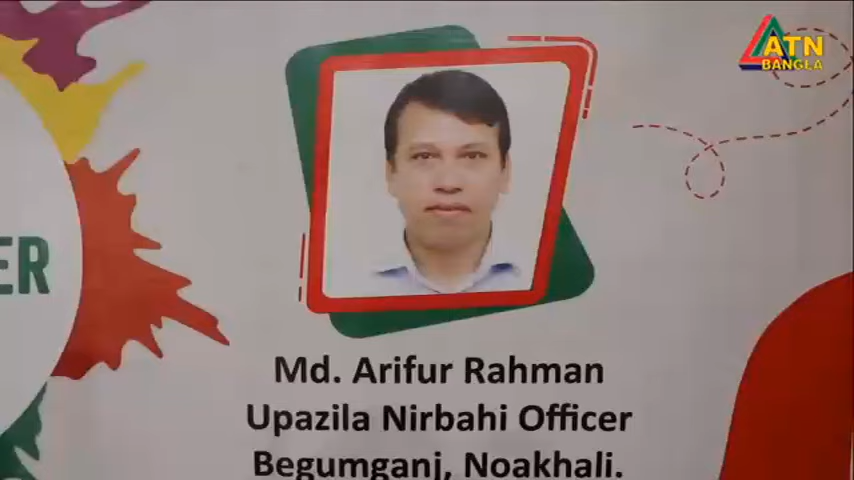 ATN
BANGLA
ER
Md. Arifur Rahman
Upazila Nirbahi Officer
Begumganj, Noakhali.